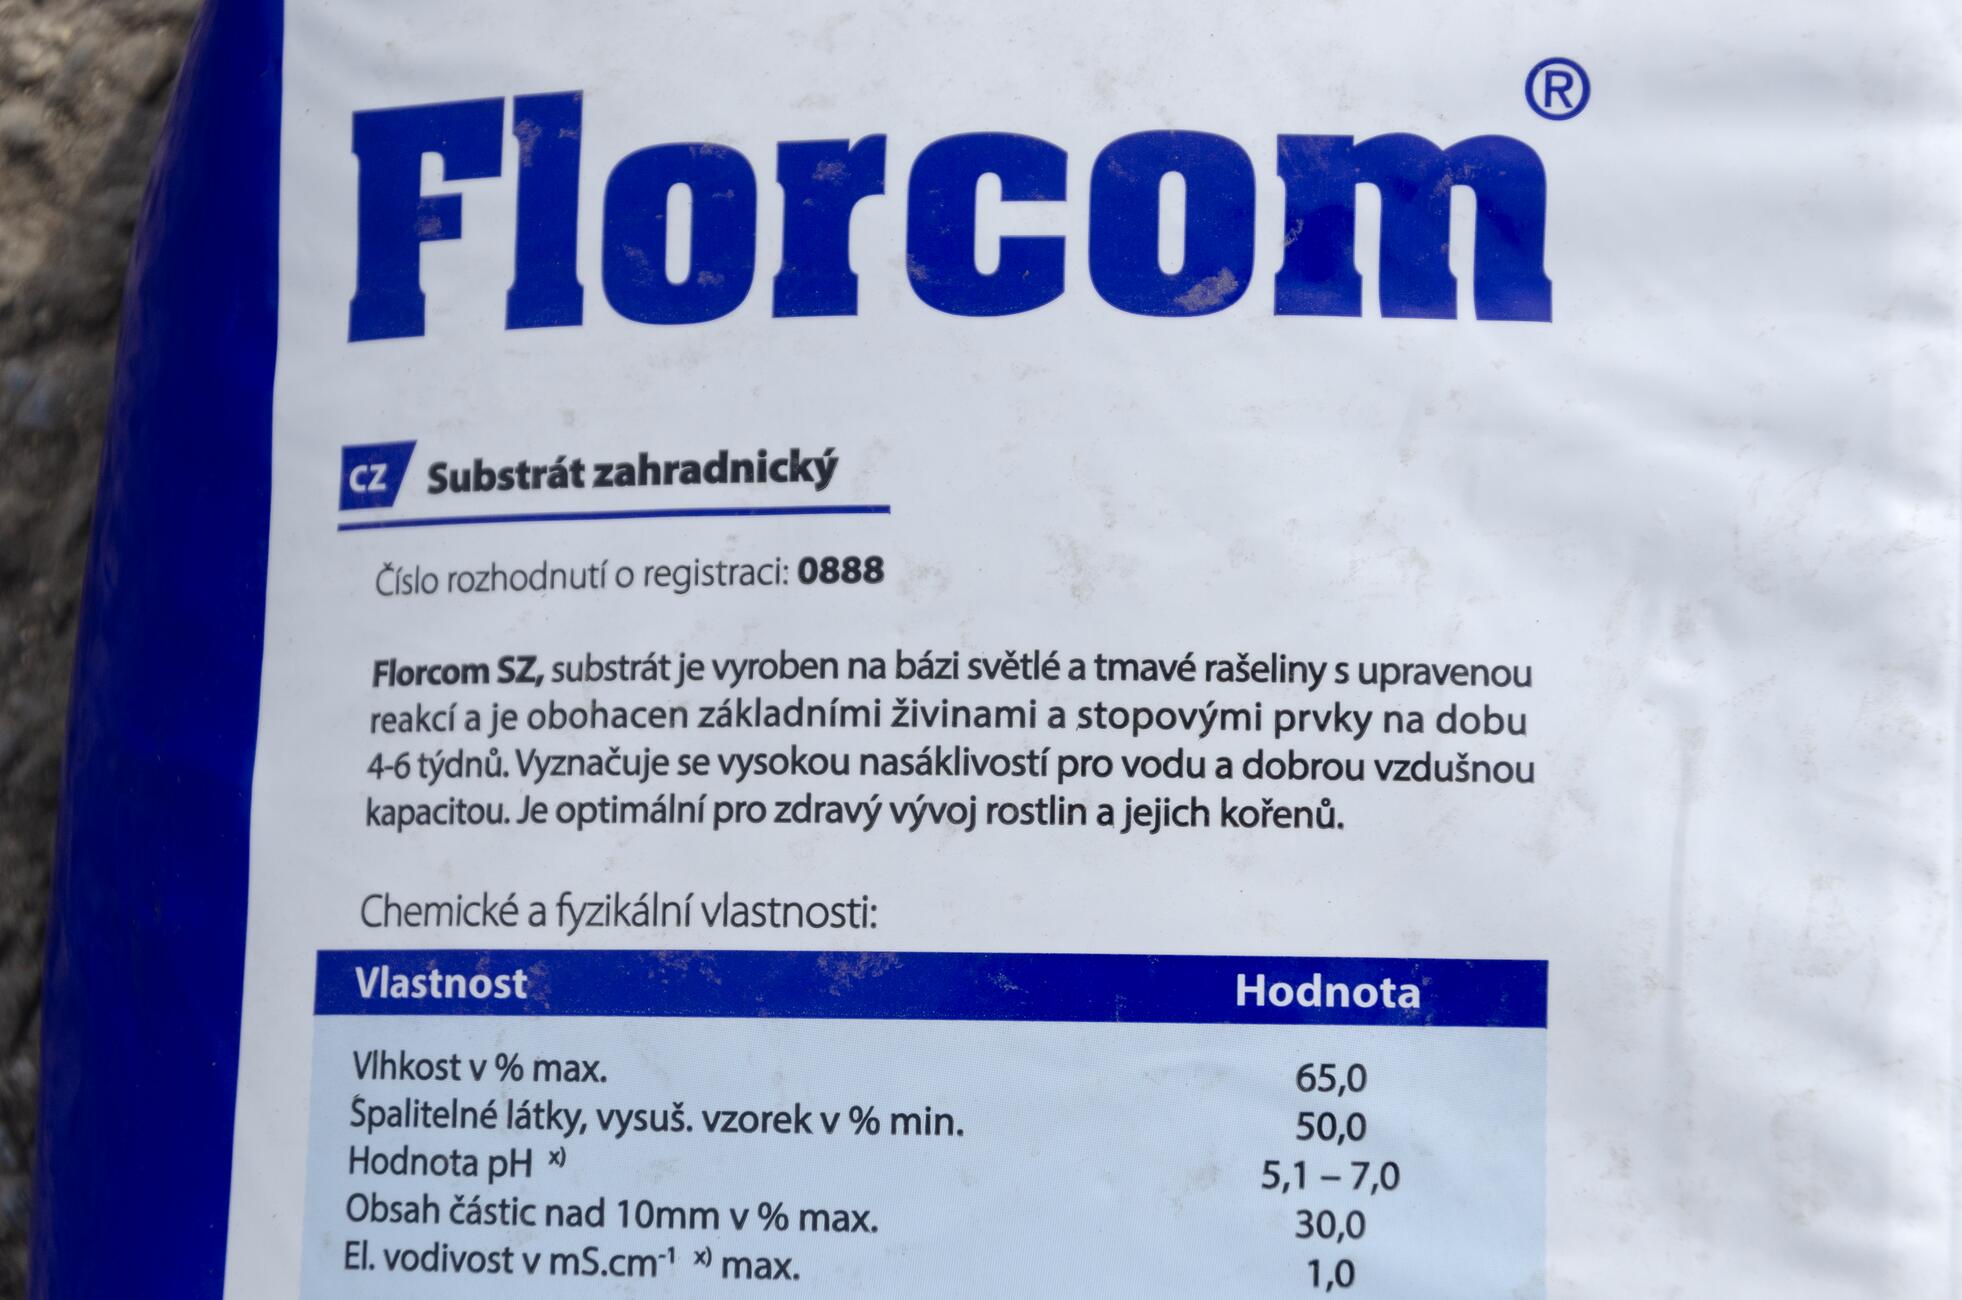 Florcom®
CZ Substrát zahradnický
Číslo rozhodnutí o registraci: 0888
Florcom SZ, substrát je vyroben na bázi světlé a tmavé rašeliny s upravenou
reakcí a je obohacen základními živinami a stopovými prvky na dobu
4-6 týdnů. Vyznačuje se vysokou nasáklivostí pro vodu a dobrou vzdušnou
kapacitou. Je optimální pro zdravý vývoj rostlin a jejich kořenů.
Chemické a fyzikální vlastnosti:
Vlastnost Hodnota
Vlhkost v % max. 65,0
Spalitelné látky, vysuš. vzorek v % min. 50,0
Hodnota pH x) 5,1 – 7,0
Obsah částic nad 10mm v % max. 30,0
El. vodivost v mS.cm⁻¹ x) max. 1,0